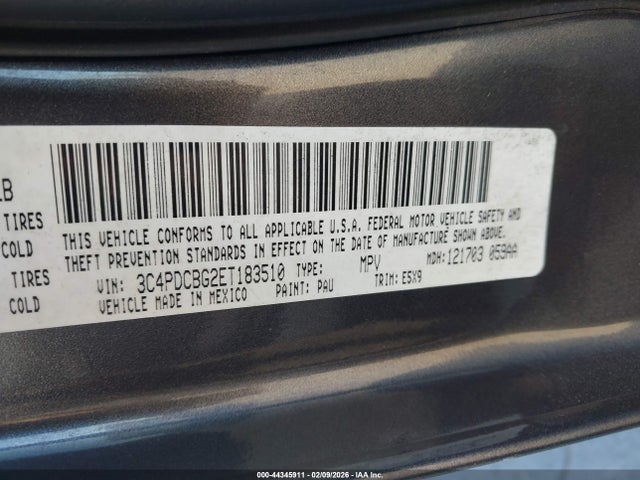 LB
TIRES
COLD
TIRES
COLD
THIS VEHICLE CONFORMS TO ALL APPLICABLE U.S.A. FEDERAL MOTOR VEHICLE SAFETY AND
THEFT PREVENTION STANDARDS IN EFFECT ON THE DATE OF MANUFACTURE SHOWN ABOVE.
VIN: 3C4PDCBG2ET183510 TYPE: MPV MDH: 121703 059AA
VEHICLE MADE IN MEXICO PAINT: PAU TRIM: E5X9
000-44345911 - 02/09/2026 - IAA Inc.